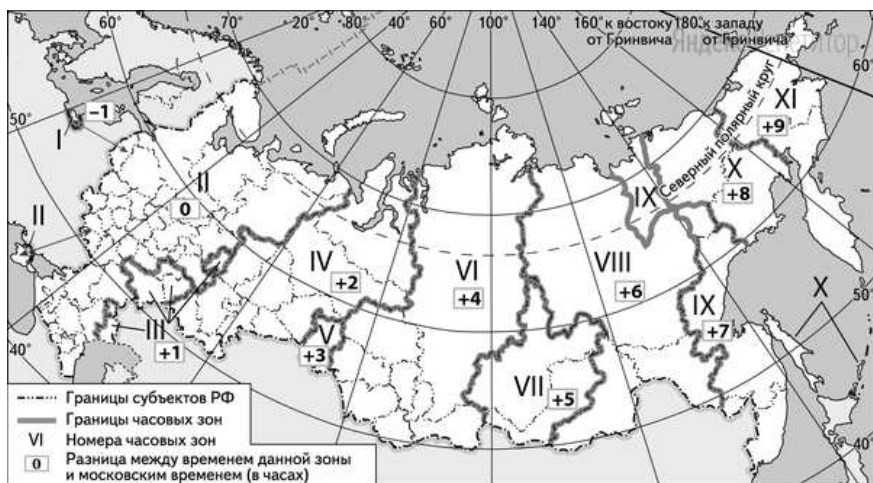 60°
70°
20°
80°
100°
140°
160° к востоку от Гринвича
180° к западу от Гринвича
60°
50°
40°
I
–1
II
II
0
III
+1
IV
+2
V
+3
VI
+4
VII
+5
VIII
+6
IX
IX
+7
X
+8
XI
+9
X
Северный полярный круг
50°
40°
Границы субъектов РФ
Границы часовых зон
VI Номера часовых зон
0 Разница между временем данной зоны
и московским временем (в часах)